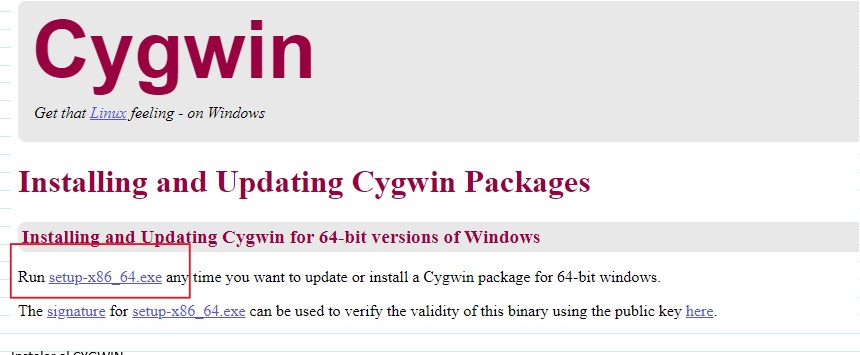 Cygwin
Get that Linux feeling - on Windows
Installing and Updating Cygwin Packages
Installing and Updating Cygwin for 64-bit versions of Windows
Run setup-x86_64.exe any time you want to update or install a Cygwin package for 64-bit windows.
The signature for setup-x86_64.exe can be used to verify the validity of this binary using the public key here.